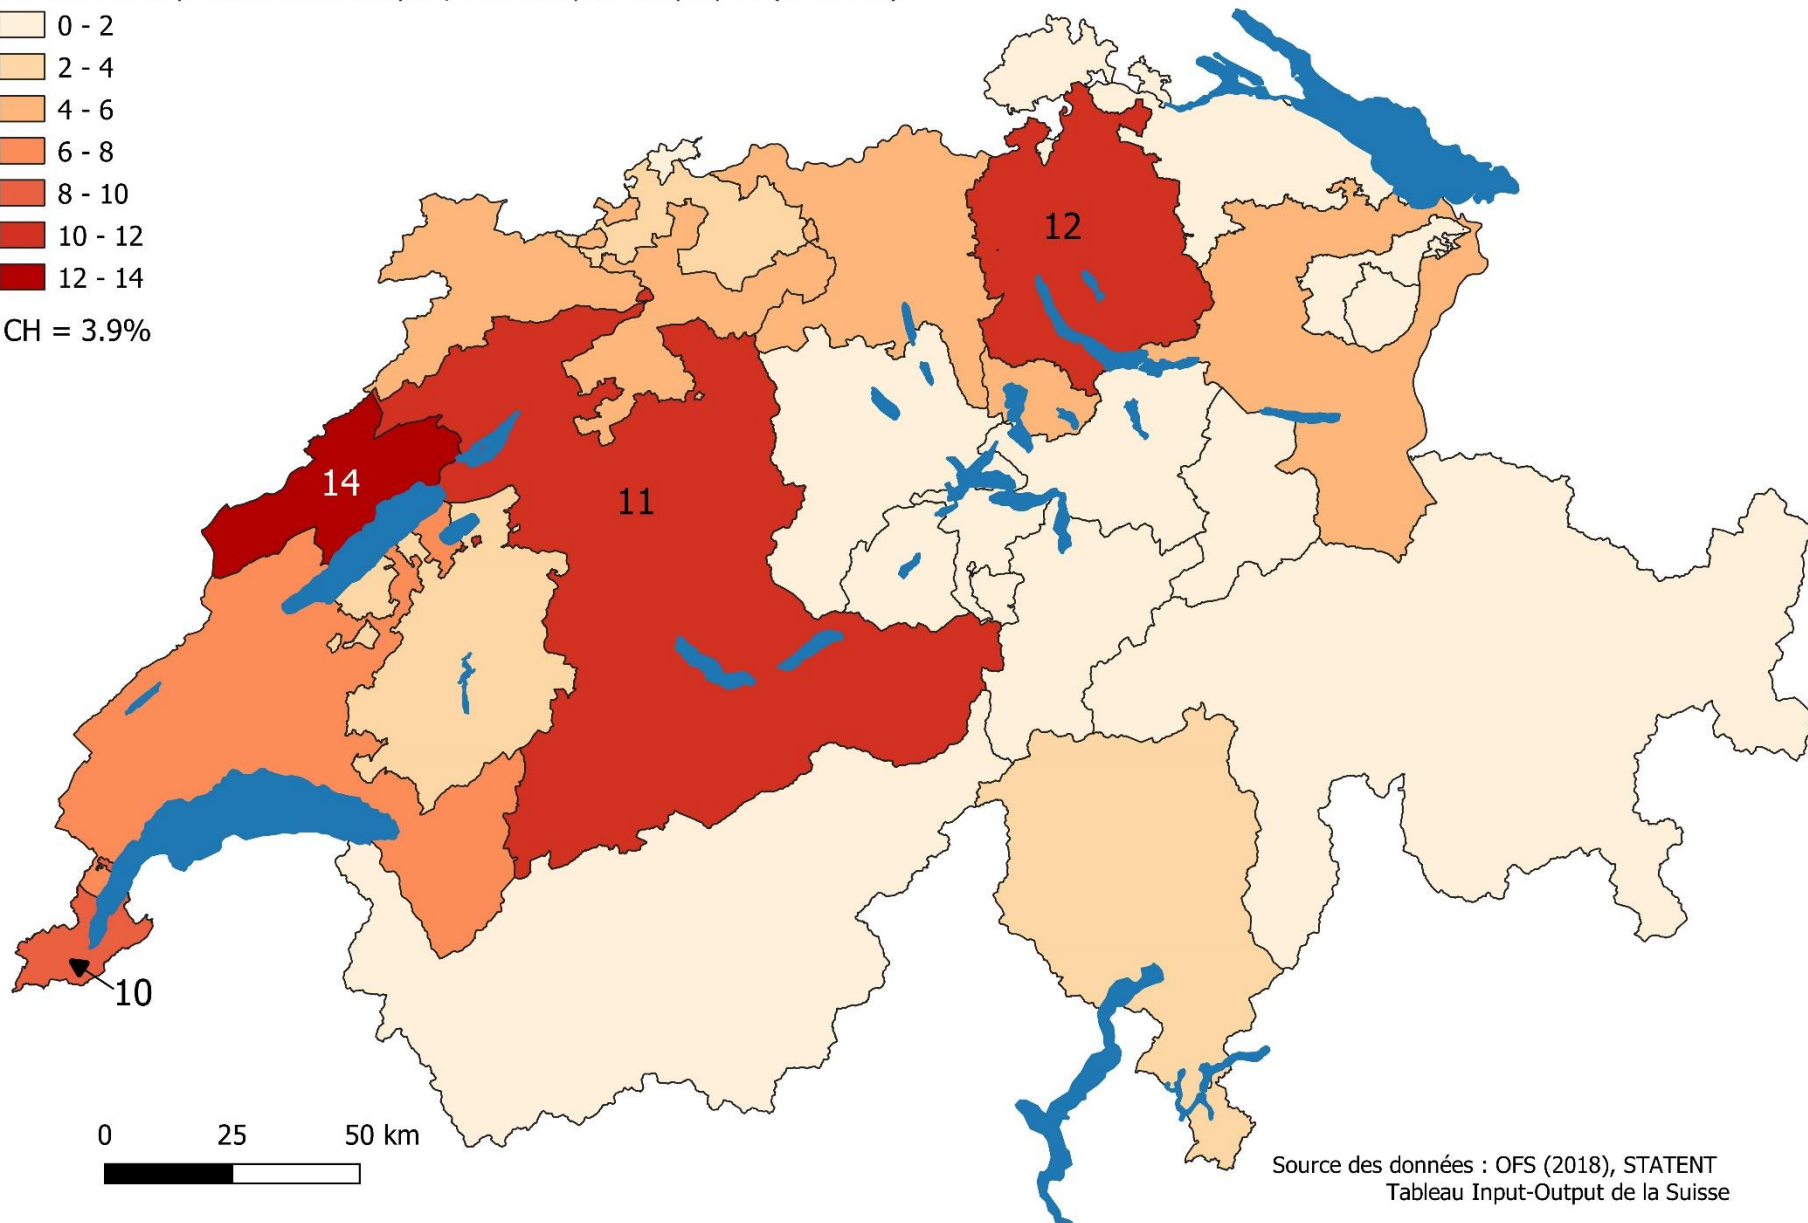 0 - 2
2 - 4
4 - 6
6 - 8
8 - 10
10 - 12
12 - 14
CH = 3.9%
12
14
11
10
0 25 50 km
Source des données : OFS (2018), STATENT
Tableau Input-Output de la Suisse